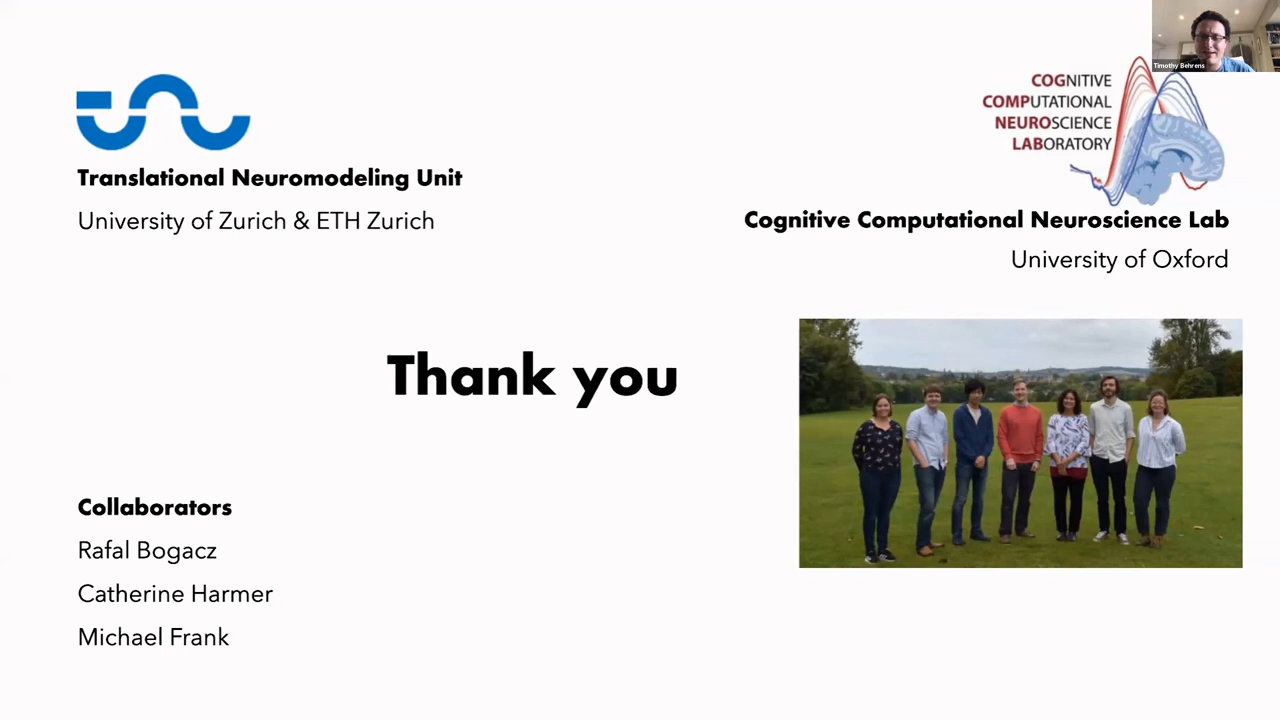 Timothy Behrens
COGNITIVE
COMPUTATIONAL
NEUROSCIENCE
LABORATORY
Translational Neuromodeling Unit
University of Zurich & ETH Zurich
Cognitive Computational Neuroscience Lab
University of Oxford
Thank you
Collaborators
Rafal Bogacz
Catherine Harmer
Michael Frank